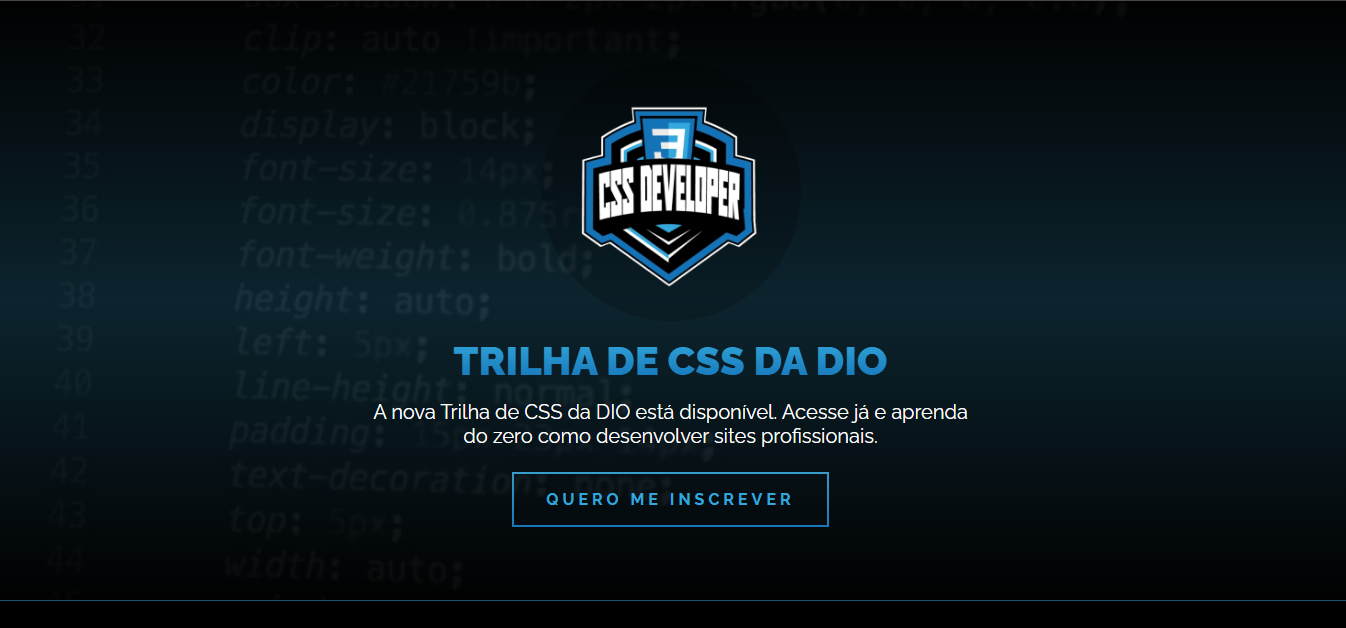 32 clip: auto !important;
33 color: #21759b;
34 display: block;
35 font-size: 14px;
36 font-size: 0.875r
37 font-weight: bold;
38 height: auto;
39 left: 5px;
40 line-height: normal;
41 padding: 15px 23px 14px;
42 text-decoration: none;
43 top: 5px;
44 width: auto;
3
CSS DEVELOPER
TRILHA DE CSS DA DIO
A nova Trilha de CSS da DIO está disponível. Acesse já e aprenda
do zero como desenvolver sites profissionais.
QUERO ME INSCREVER